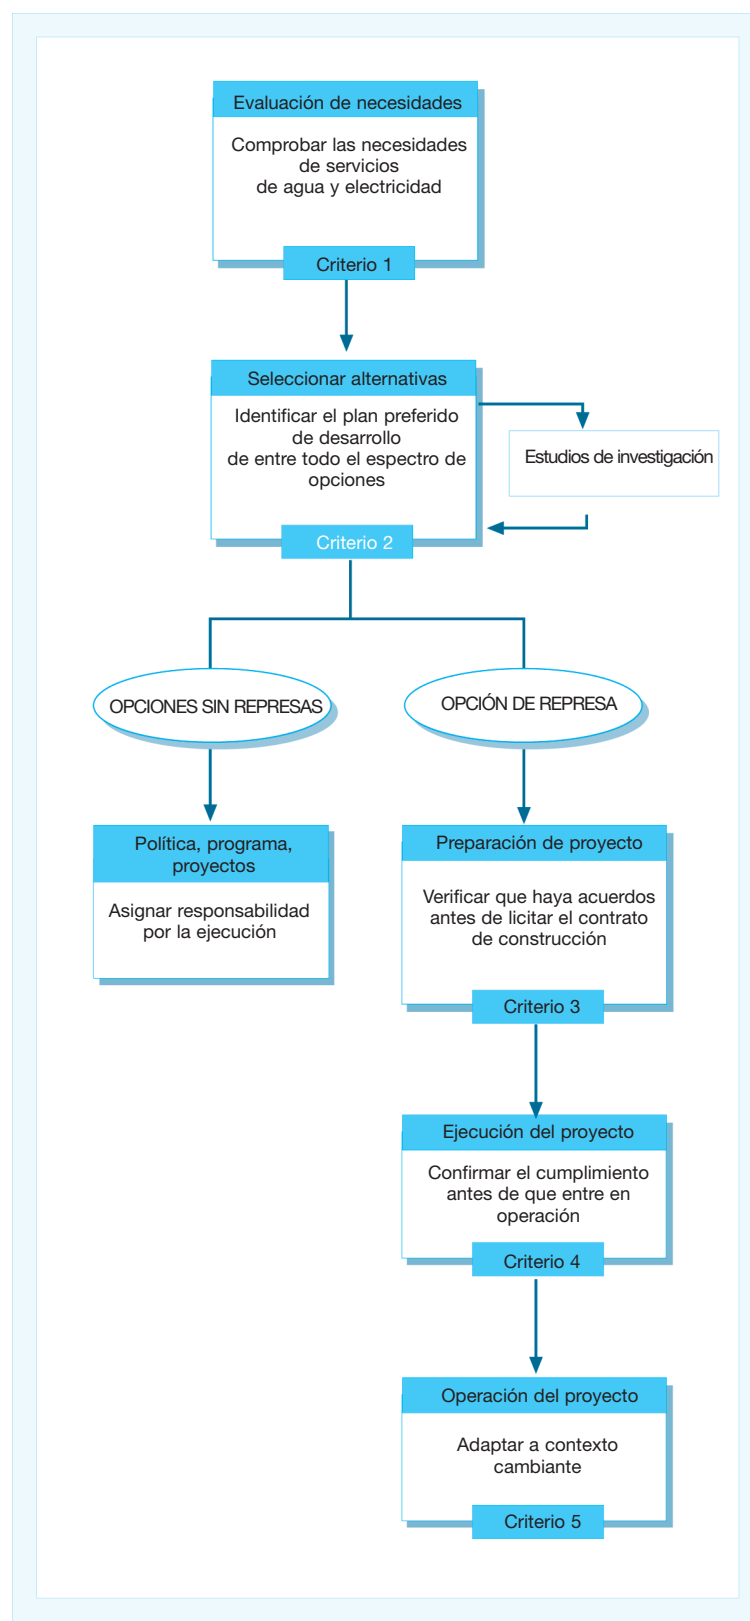 Evaluación de necesidades
Comprobar las necesidades
de servicios
de agua y electricidad
Criterio 1
Seleccionar alternativas
Identificar el plan preferido
de desarrollo
de entre todo el espectro de
opciones
Criterio 2
Estudios de investigación
OPCIONES SIN REPRESAS
OPCIÓN DE REPRESA
Política, programa,
proyectos
Asignar responsabilidad
por la ejecución
Preparación de proyecto
Verificar que haya acuerdos
antes de licitar el contrato
de construcción
Criterio 3
Ejecución del proyecto
Confirmar el cumplimiento
antes de que entre en
operación
Criterio 4
Operación del proyecto
Adaptar a contexto
cambiante
Criterio 5